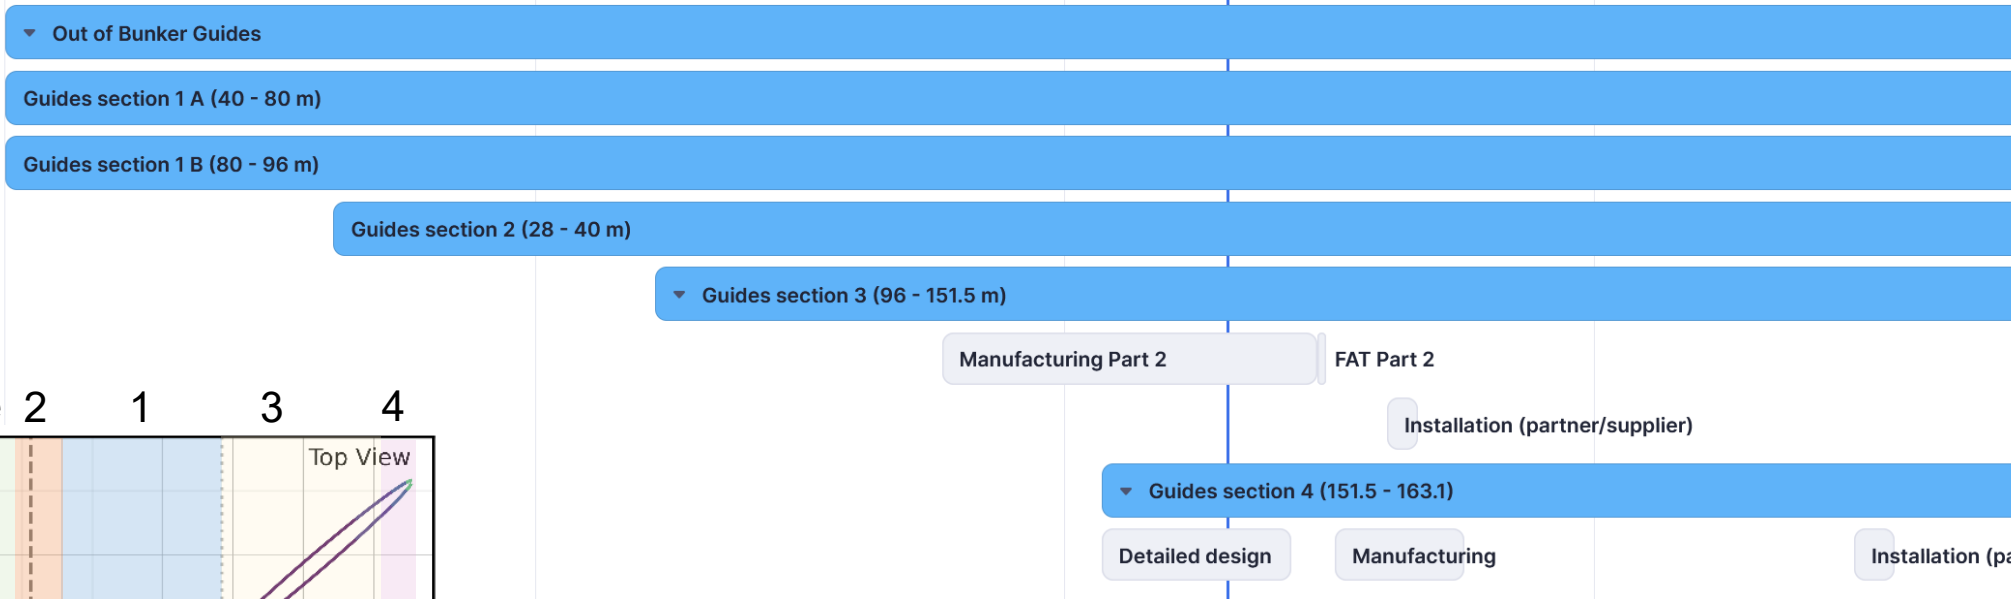 Out of Bunker Guides
Guides section 1 A (40 - 80 m)
Guides section 1 B (80 - 96 m)
Guides section 2 (28 - 40 m)
Guides section 3 (96 - 151.5 m)
Manufacturing Part 2 FAT Part 2
2 1 3 4
Installation (partner/supplier)
Top View
Guides section 4 (151.5 - 163.1)
Detailed design Manufacturing Installation (pa